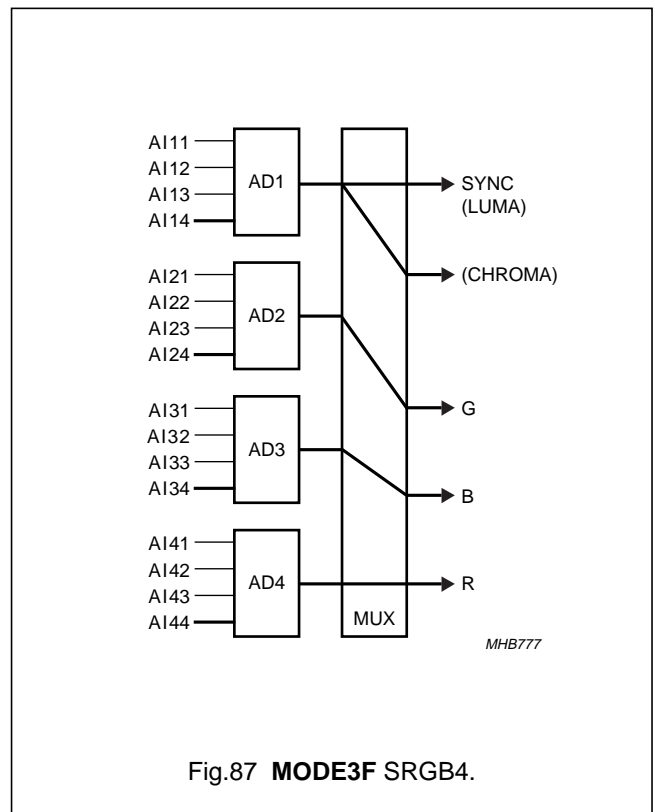 AI11
AI12
AI13
AI14
AD1
SYNC
(LUMA)
(CHROMA)
AI21
AI22
AI23
AI24
AD2
G
AI31
AI32
AI33
AI34
AD3
B
AI41
AI42
AI43
AI44
AD4
R
MUX
MHB777
Fig.87 MODE3F SRGB4.